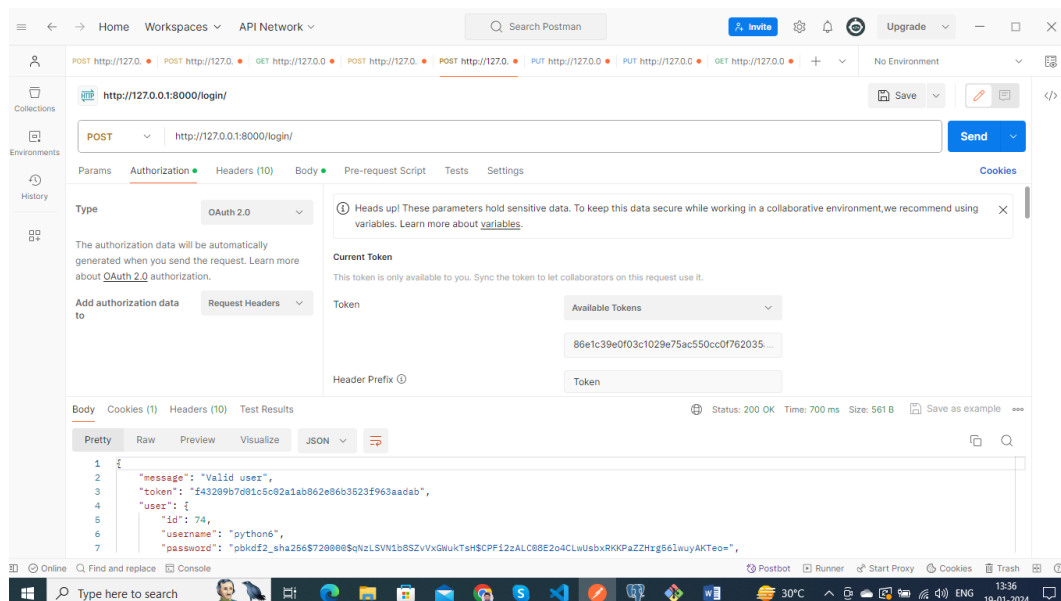 Home Workspaces API Network Search Postman Invite Upgrade
POST http://127.0. POST http://127.0. GET http://127.0.0 POST http://127.0. POST http://127.0. PUT http://127.0.0 PUT http://127.0.0 GET http://127.0.0 No Environment
Collections
Environments
History
HTTP http://127.0.0.1:8000/login/ Save
POST http://127.0.0.1:8000/login/ Send
Params Authorization Headers (10) Body Pre-request Script Tests Settings Cookies
Type OAuth 2.0
The authorization data will be automatically
generated when you send the request. Learn more
about OAuth 2.0 authorization.
Add authorization data to Request Headers
Heads up! These parameters hold sensitive data. To keep this data secure while working in a collaborative environment,we recommend using
variables. Learn more about variables.
Current Token
This token is only available to you. Sync the token to let collaborators on this request use it.
Token Available Tokens
86e1c39e0f03c1029e75ac550cc0f762035...
Header Prefix Token
Body Cookies (1) Headers (10) Test Results Status: 200 OK Time: 700 ms Size: 561 B Save as example
Pretty Raw Preview Visualize JSON
1 {
2 "message": "Valid user",
3 "token": "f43209b7d01c5c02a1ab862e86b3523f963aadab",
4 "user": {
5 "id": 74,
6 "username": "python6",
7 "password": "pbkdf2_sha256$720000$qNzLSVN1b8SZvVxGWukTsH$CPFi2zALC08E2o4CLwUsbxRKKPaZZHrg56lwuyAKTeo=",
Online Find and replace Console Postbot Runner Start Proxy Cookies Trash
Type here to search 30°C ENG 13:36
19-01-2024